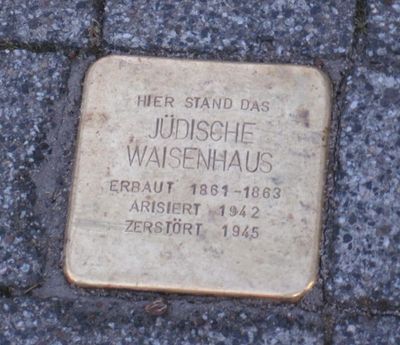 HIER STAND DAS
JÜDISCHE
WAISENHAUS
ERBAUT 1861-1863
ARISIERT 1942
ZERSTÖRT 1945